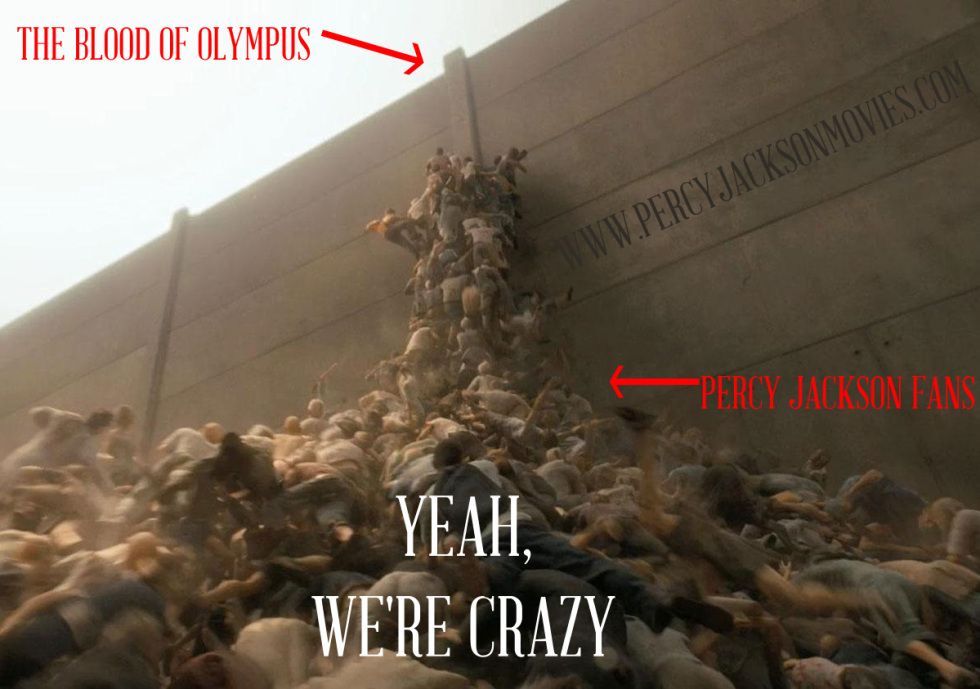 THE BLOOD OF OLYMPUS
WWW.PERCYJACKSONMOVIES.COM
PERCY JACKSON FANS
YEAH,
WE'RE CRAZY